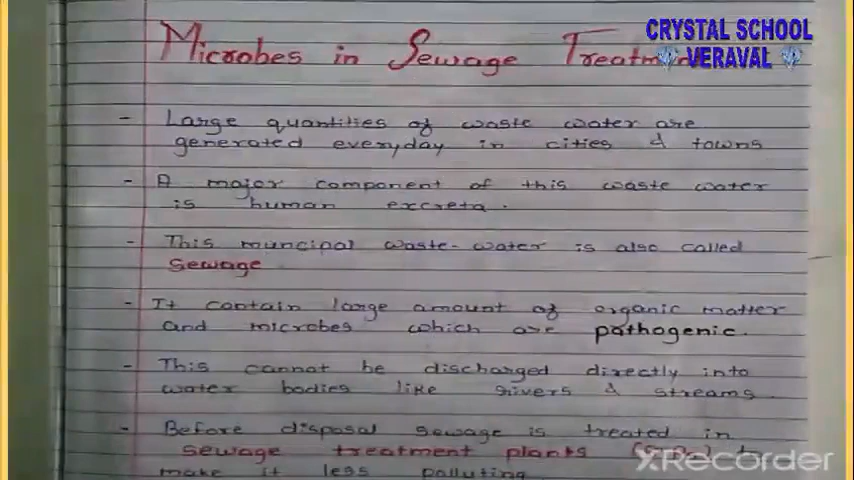 Microbes in Sewage Treatm
CRYSTAL SCHOOL
VERAVAL
- Large quantities of waste water are
generated everyday in cities & towns
- A major component of this waste water
is human excreta.
- This muncipal waste-water is also called
Sewage
- It contain large amount of organic matter
and microbes which are pathogenic.
- This cannot be discharged directly into
water bodies like rivers & streams.
- Before disposal sewage is treated in
sewage treatment plants
make it less polluting
XRecorder